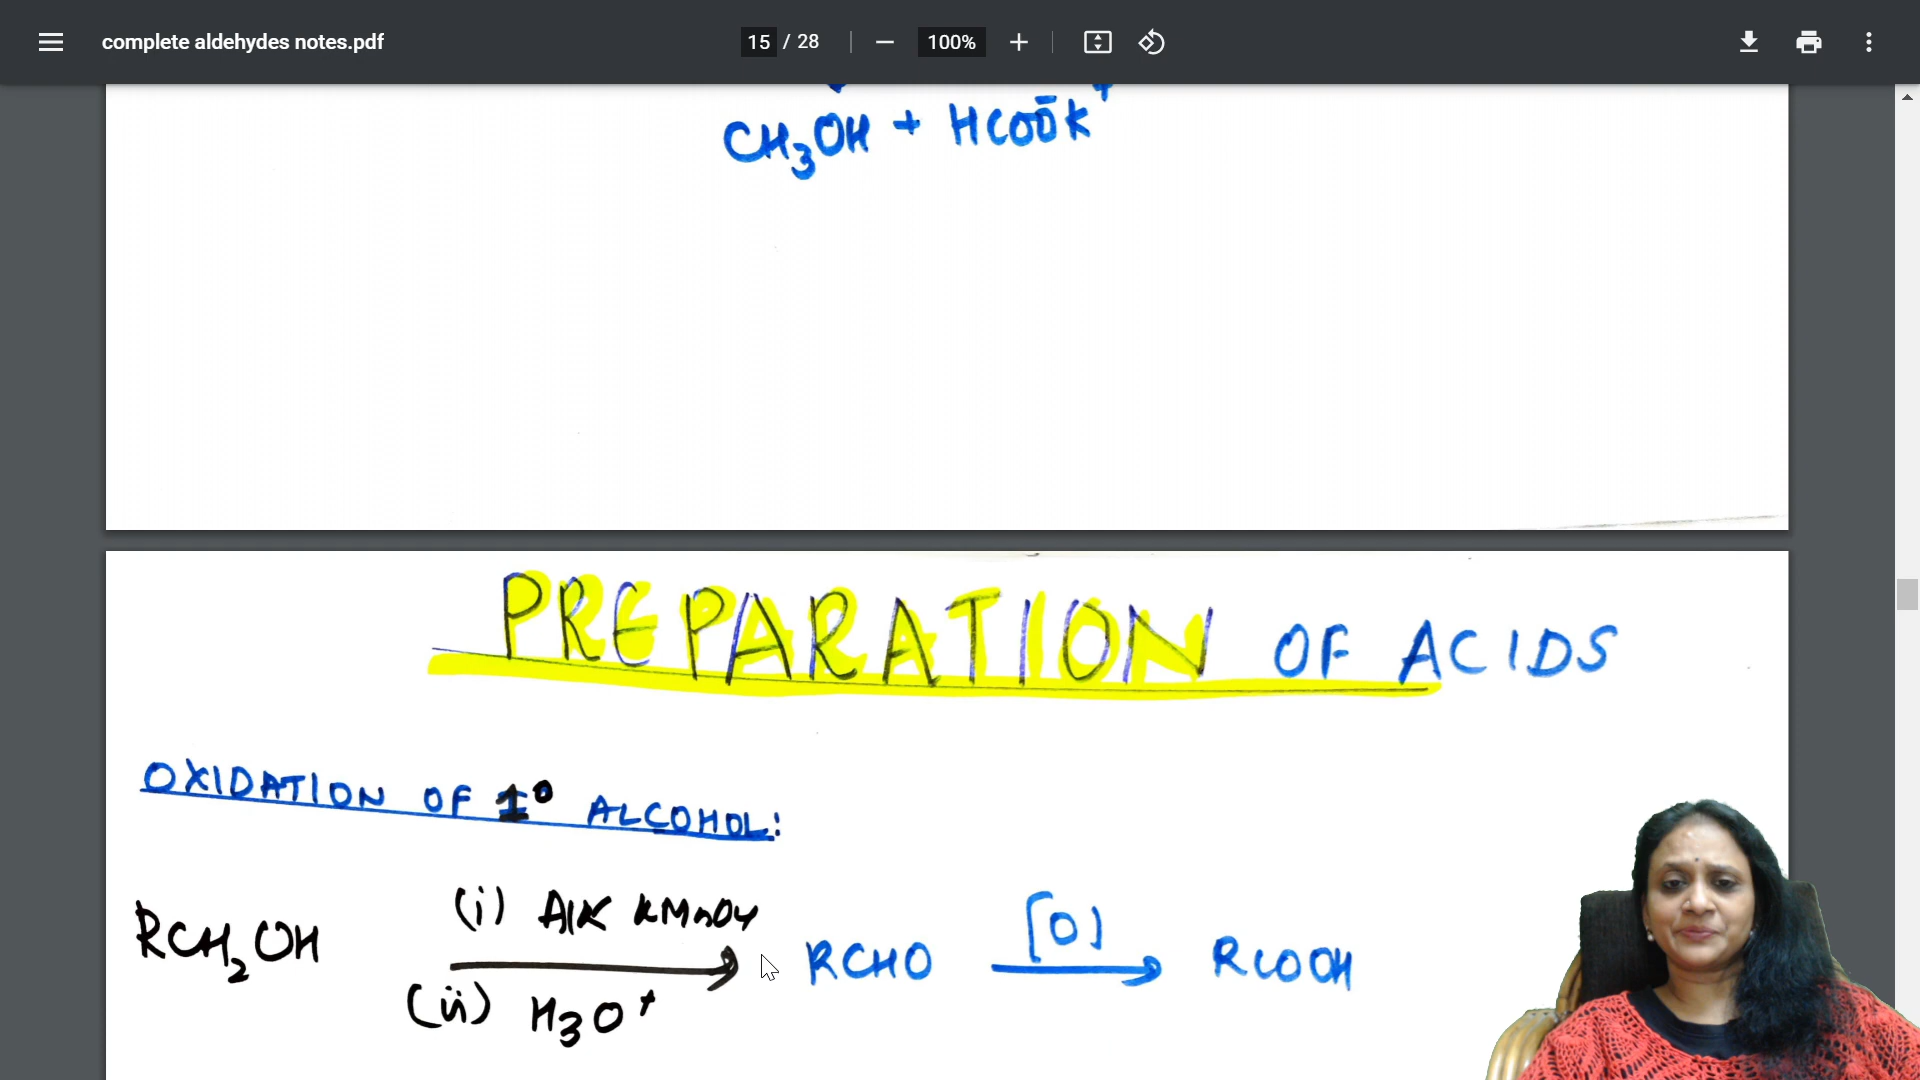 complete aldehydes notes.pdf
15 / 28
100%
CH₃OH + HCOO⁻K⁺
PREPARATION OF ACIDS
OXIDATION OF 1° ALCOHOL:
RCH₂OH (i) Alk KMnO₄ (ii) H₃O⁺ → RCHO [O] → RCOOH